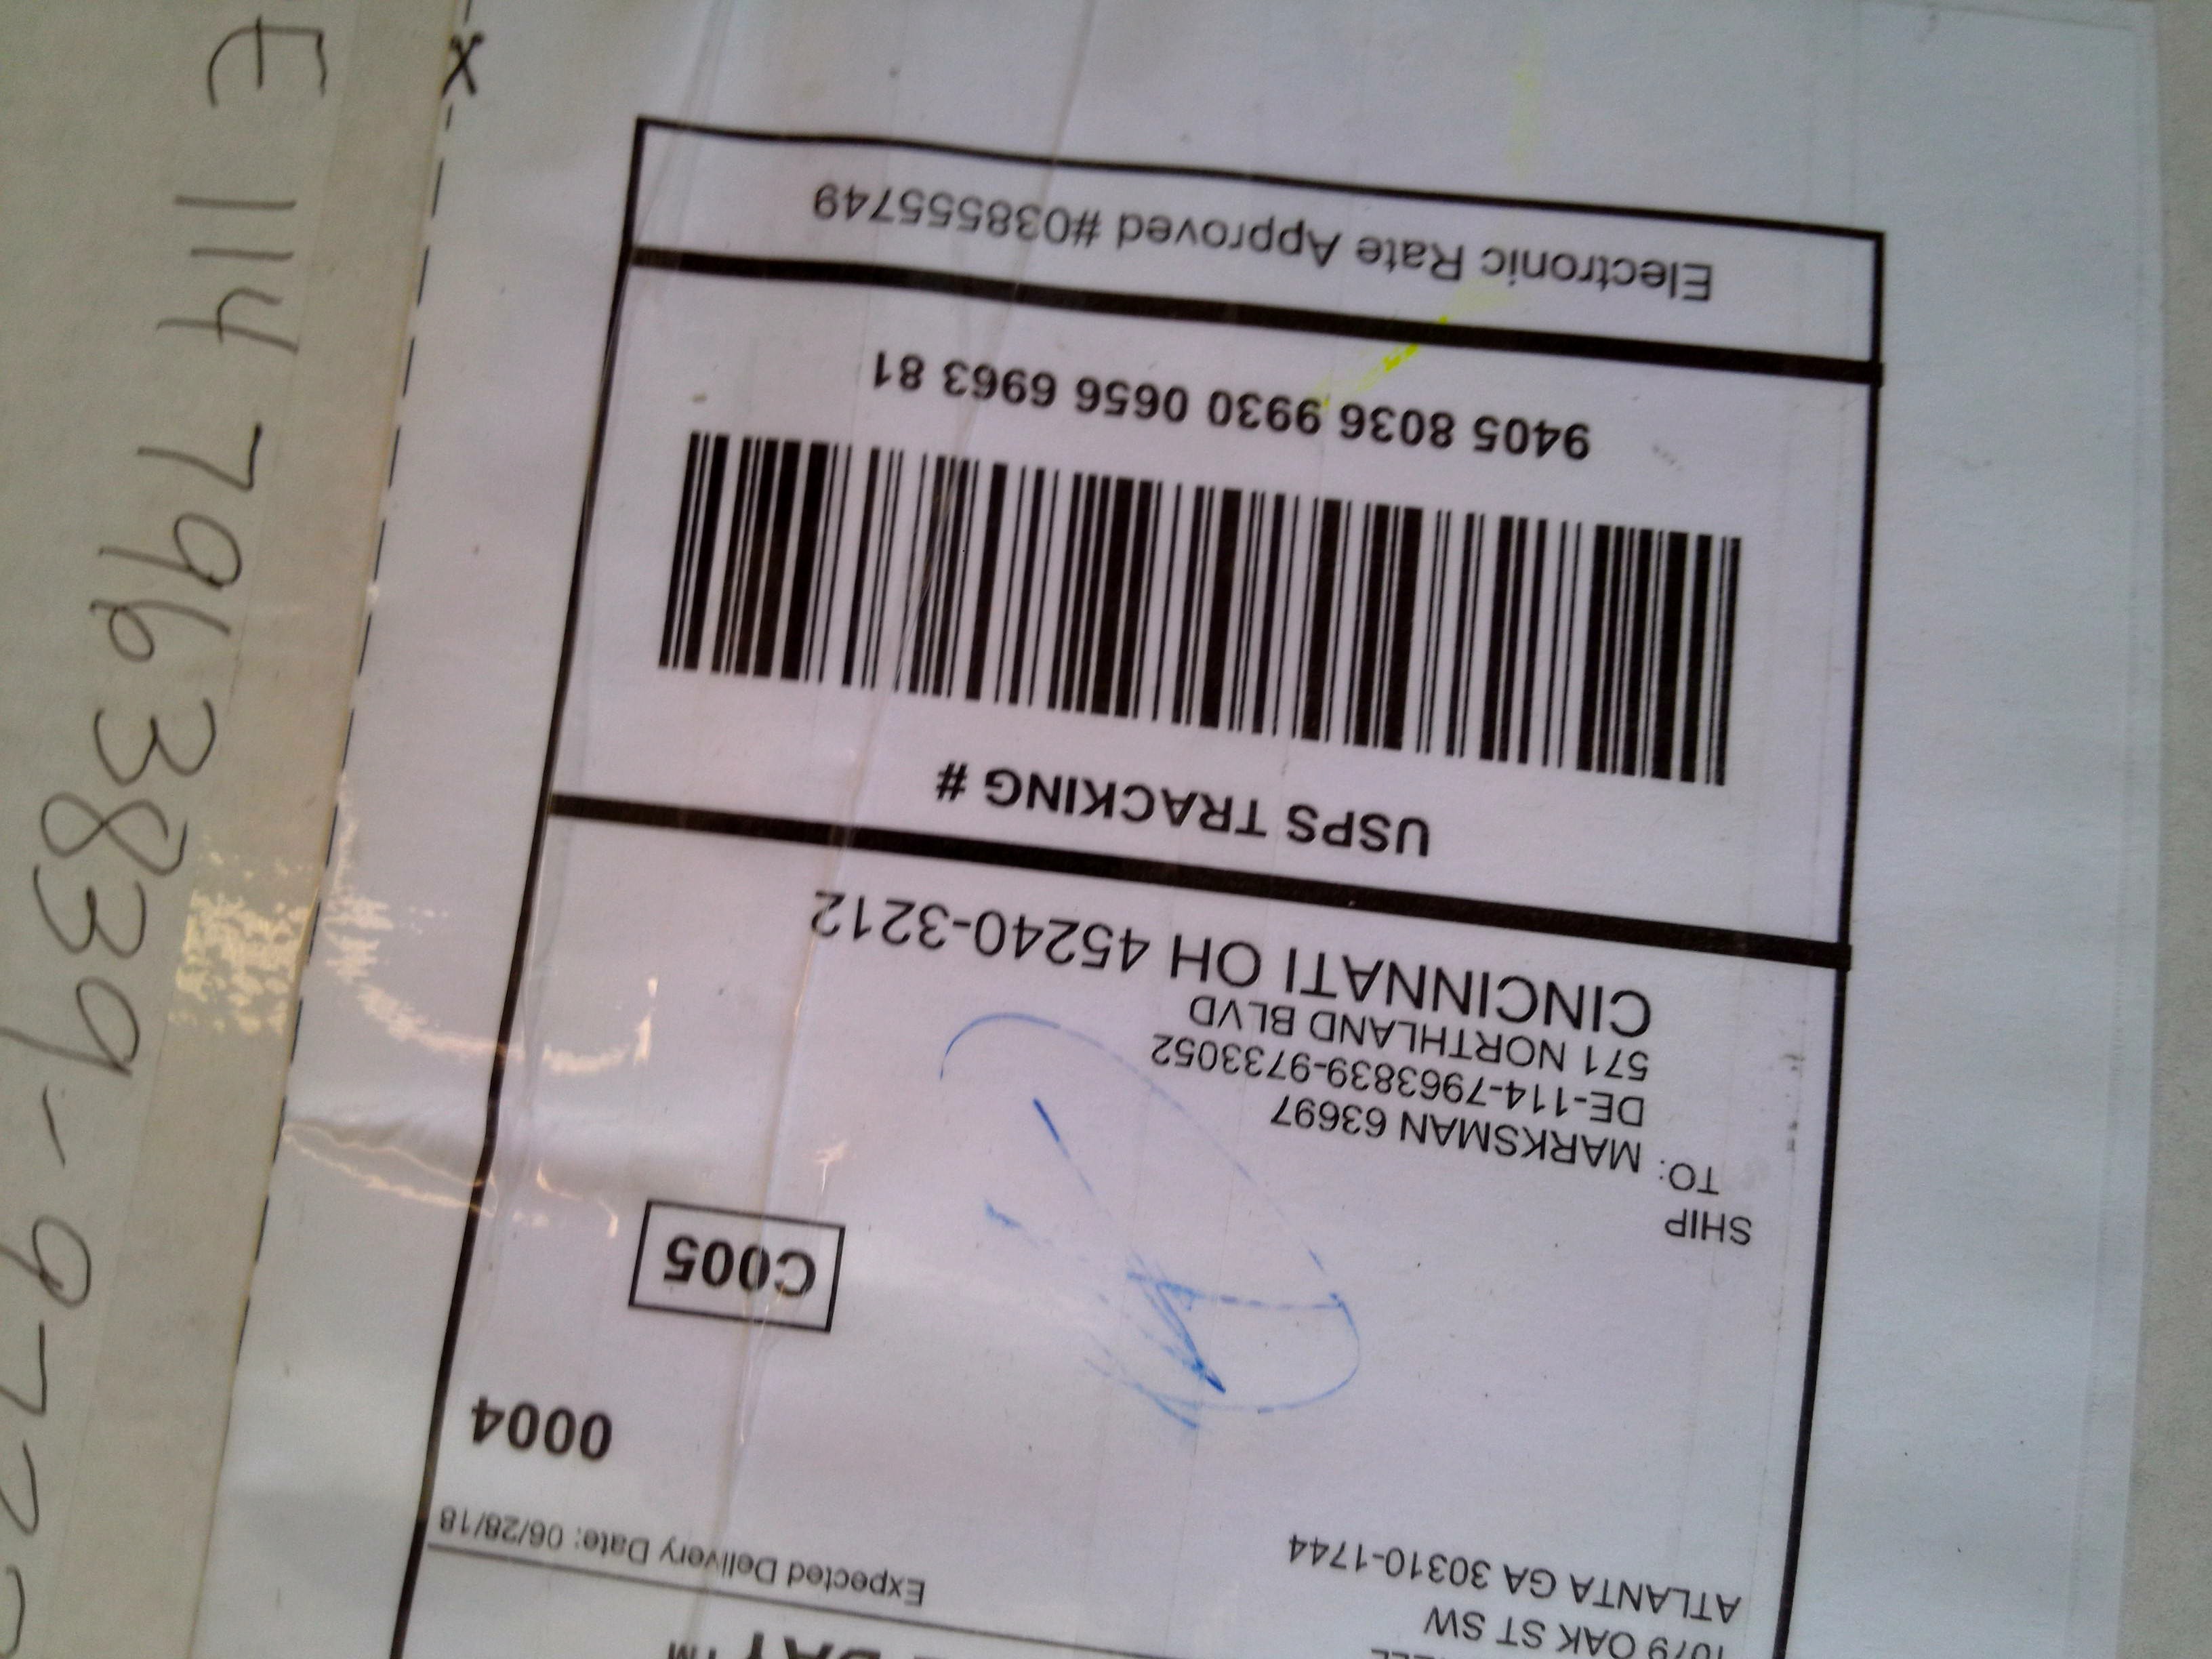 1079 OAK ST SW
ATLANTA GA 30310-1744
Expected Delivery Date: 06/28/18
0004
C005
SHIP
TO: MARKSMAN 63697
DE-114-7963839-9733052
571 NORTHLAND BLVD
CINCINNATI OH 45240-3212
USPS TRACKING #
9405 8036 9930 0656 6963 81
Electronic Rate Approved #038555749
X
E 114 7963839-97